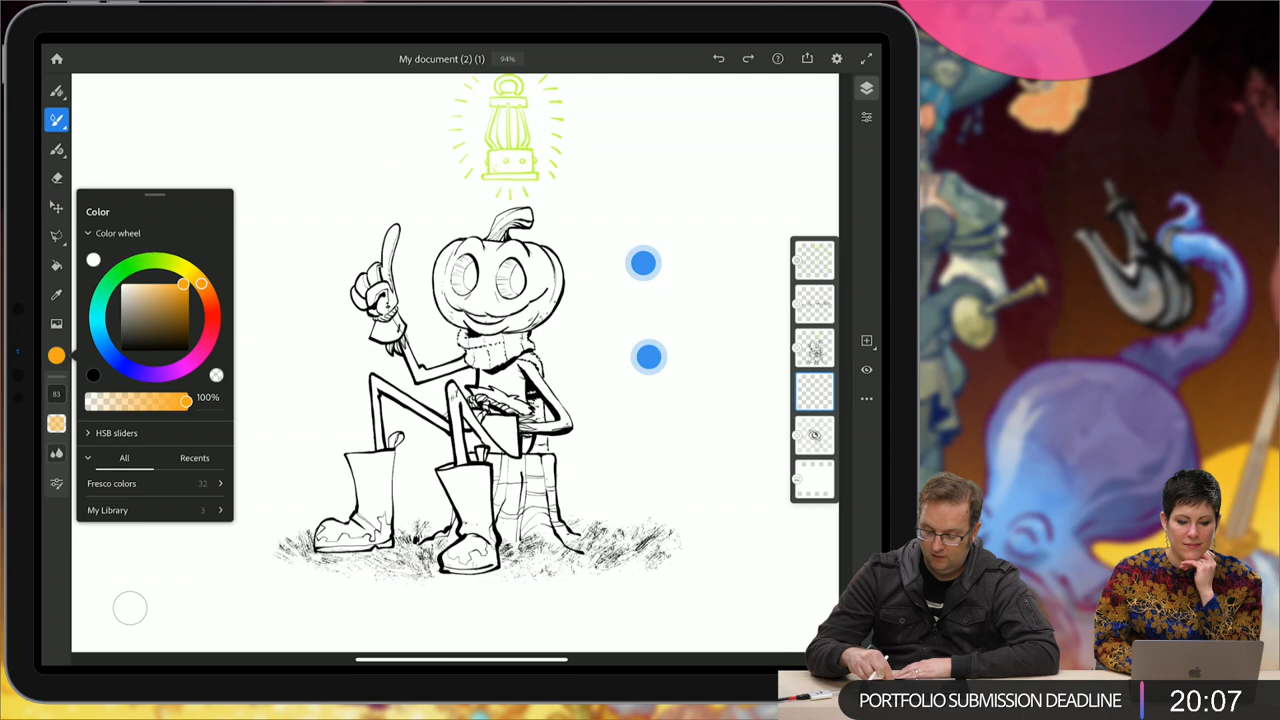 My document (2) (1) 94%
Color
Color wheel
100%
83
HSB sliders
All Recents
Fresco colors 32
My Library 3
PORTFOLIO SUBMISSION DEADLINE 20:07